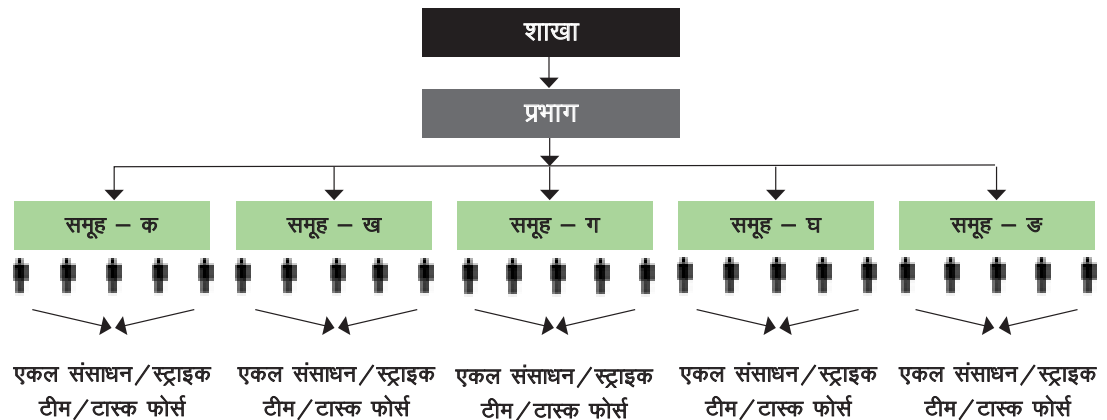 शाखा
प्रभाग
समूह – क
समूह – ख
समूह – ग
समूह – घ
समूह – ङ
एकल संसाधन/स्ट्राइक
टीम/टास्क फोर्स
एकल संसाधन/स्ट्राइक
टीम/टास्क फोर्स
एकल संसाधन/स्ट्राइक
टीम/टास्क फोर्स
एकल संसाधन/स्ट्राइक
टीम/टास्क फोर्स
एकल संसाधन/स्ट्राइक
टीम/टास्क फोर्स